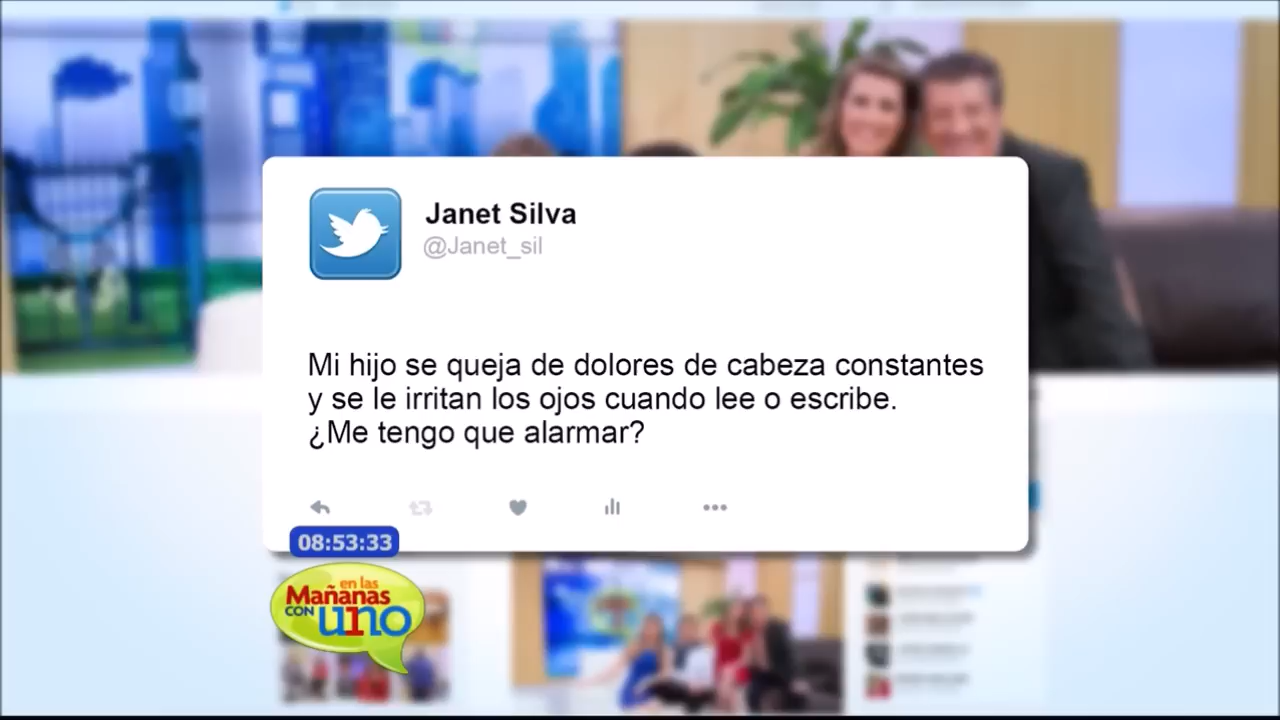 Janet Silva
@Janet_sil
Mi hijo se queja de dolores de cabeza constantes
y se le irritan los ojos cuando lee o escribe.
¿Me tengo que alarmar?
08:53:33
en las
Mañanas
CON uno